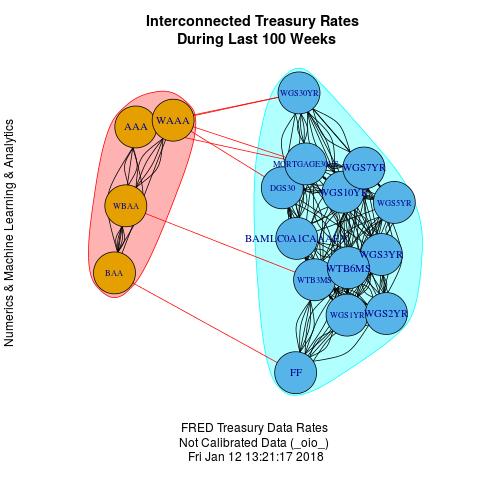 Interconnected Treasury Rates
During Last 100 Weeks
Numerics & Machine Learning & Analytics
WGS30YR
AAA
WAAA
WGS7YR
DGS30
WGS10YR
WBAA
WGS5YR
WGS3YR
BAA
WTB3MS
WTB6MS
WGS1YR
WGS2YR
FF
FRED Treasury Data Rates
Not Calibrated Data (_oio_)
Fri Jan 12 13:21:17 2018